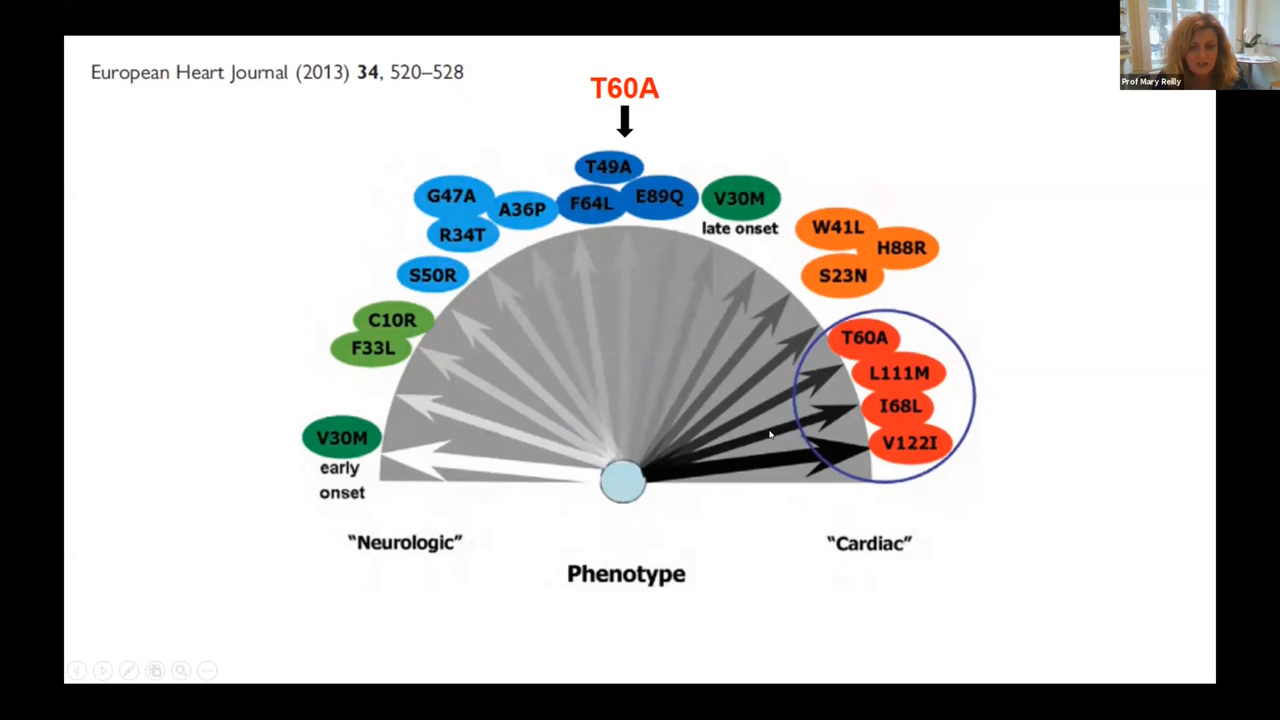 European Heart Journal (2013) 34, 520–528
Prof Mary Reilly
T60A
T49A
G47A
A36P
F64L
E89Q
V30M
late onset
R34T
W41L
H88R
S50R
S23N
C10R
F33L
T60A
L111M
I68L
V30M
early
onset
V122I
"Neurologic"
"Cardiac"
Phenotype